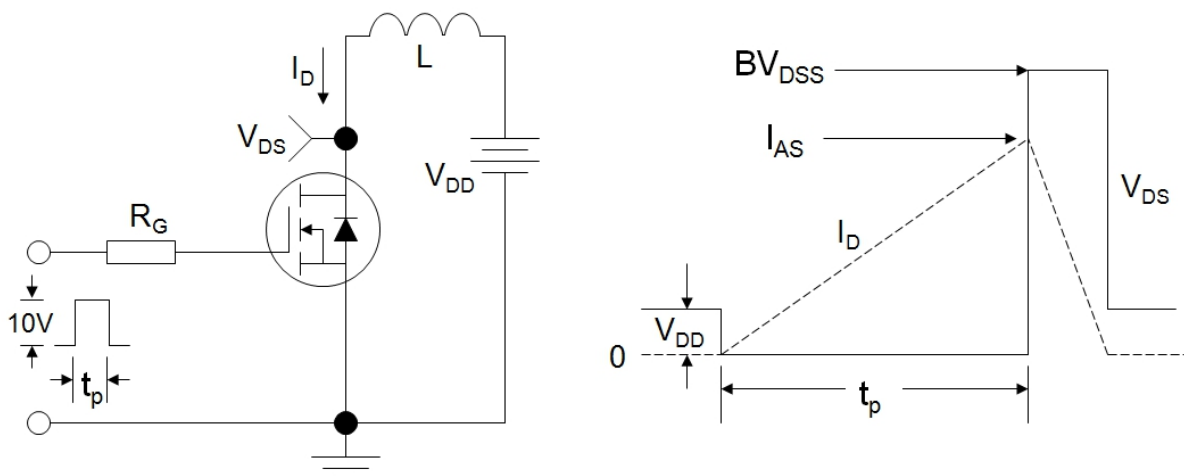 I_D
L
V_DS
V_DD
R_G
10V
t_p
BV_DSS
I_AS
V_DS
I_D
V_DD
0
t_p